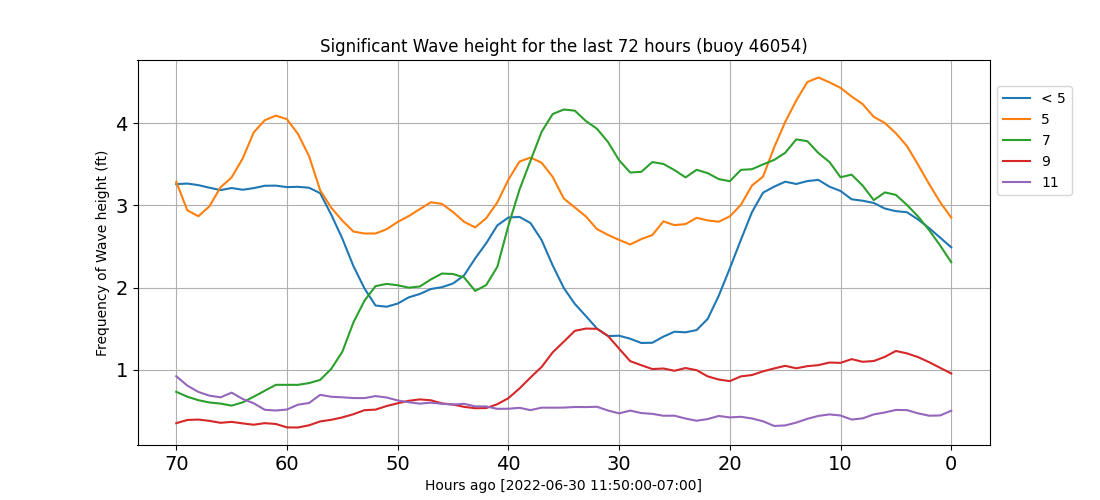 Significant Wave height for the last 72 hours (buoy 46054)
Frequency of Wave height (ft)
4
3
2
1
70 60 50 40 30 20 10 0
Hours ago [2022-06-30 11:50:00-07:00]
< 5
5
7
9
11